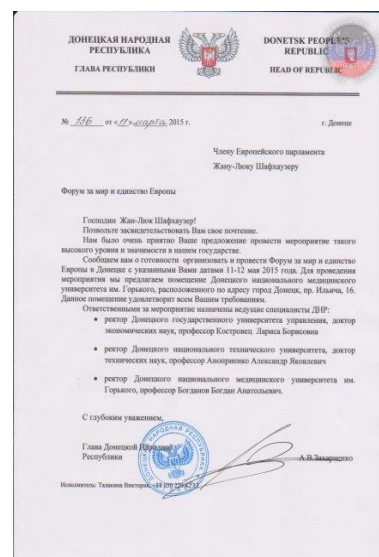 ДОНЕЦКАЯ НАРОДНАЯ
РЕСПУБЛИКА
ГЛАВА РЕСПУБЛИКИ
DONETSK PEOPLE'S
REPUBLIC
HEAD OF REPUBLIC
№ 136 от «11» марта 2015 г.
г. Донецк
Члену Европейского парламента
Жану-Люку Шафхаузеру
Форум за мир и единство Европы
Господин Жан-Люк Шафхаузер!
Позвольте засвидетельствовать Вам свое почтение.
Нам было очень приятно Ваше предложение провести мероприятие такого
высокого уровня и значимости в нашем государстве.
Сообщаем вам о готовности организовать и провести Форум за мир и единство
Европы в Донецке с указанными Вами датами 11-12 мая 2015 года. Для проведения
мероприятия мы предлагаем помещение Донецкого национального медицинского
университета им. Горького, расположенного по адресу город Донецк, пр. Ильича, 16.
Данное помещение удовлетворит всем Вашим требованиям.
Ответственными за мероприятие назначены ведущие специалисты ДНР:
• ректор Донецкого государственного университета управления, доктор
экономических наук, профессор Костровец Лариса Борисовна
• ректор Донецкого национального технического университета, доктор
технических наук, профессор Аноприенко Александр Яковлевич
• ректор Донецкого национального медицинского университета им.
Горького, профессор Богданов Богдан Анатольевич.
С глубоким уважением,
Глава Донецкой Народной
Республики
А.В.Захарченко
Исполнитель: Виктория,